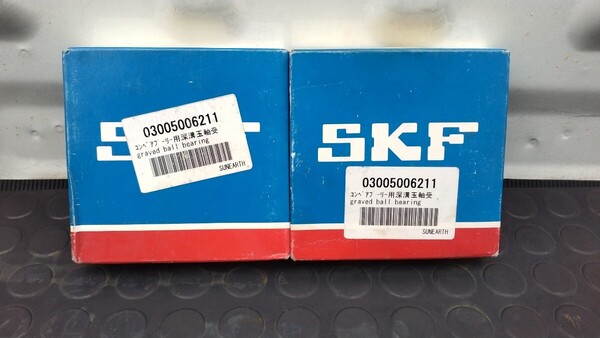 03005006211
コンベアプーリー用深溝玉軸受
graved ball bearing
SUNEARTH
SKF
03005006211
コンベアプーリー用深溝玉軸受
graved ball bearing
SUNEARTH